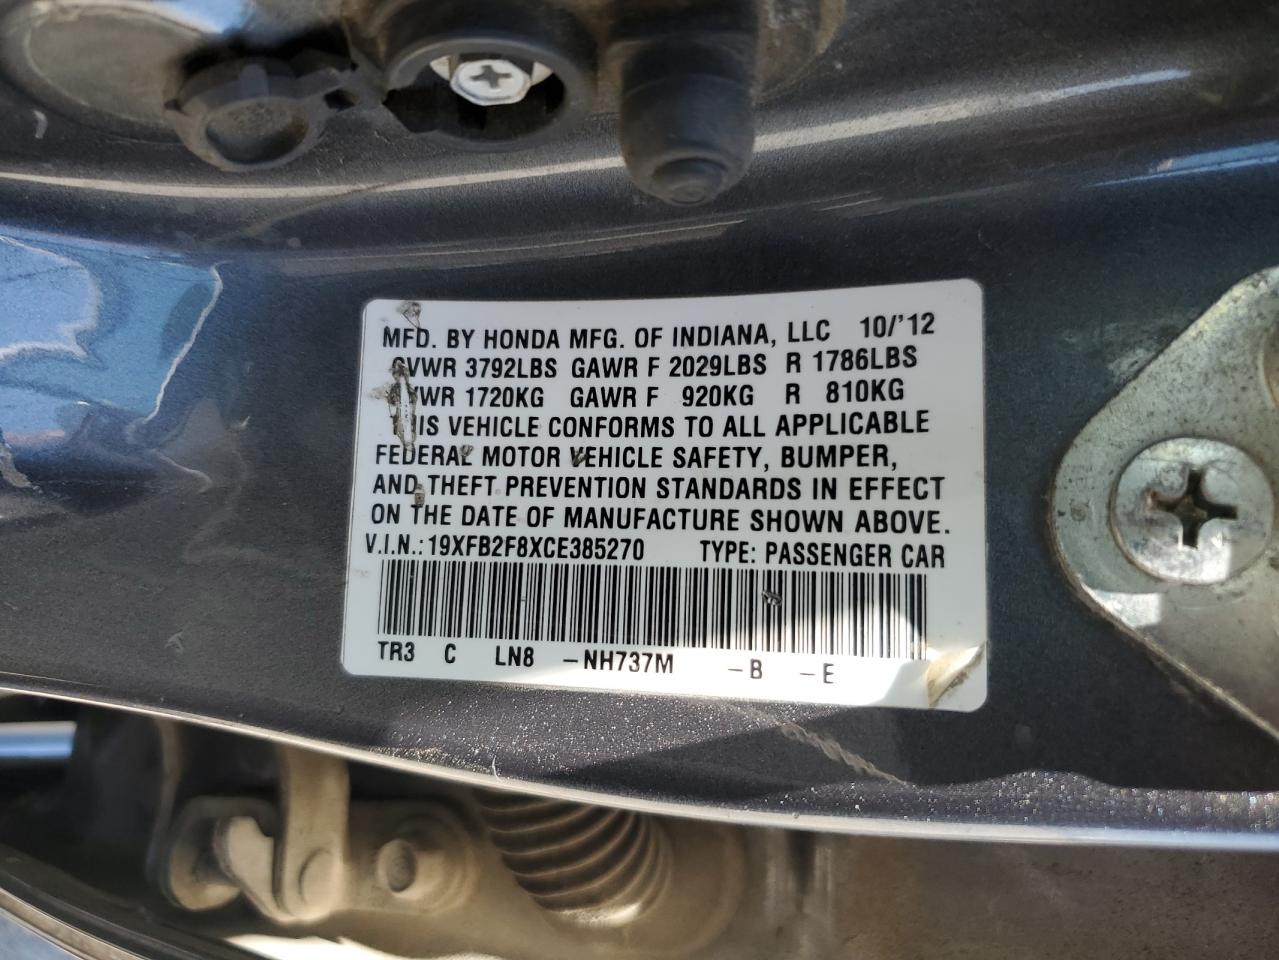 MFD. BY HONDA MFG. OF INDIANA, LLC 10/'12
GVWR 3792LBS GAWR F 2029LBS R 1786LBS
GVWR 1720KG GAWR F 920KG R 810KG
THIS VEHICLE CONFORMS TO ALL APPLICABLE
FEDERAL MOTOR VEHICLE SAFETY, BUMPER,
AND THEFT PREVENTION STANDARDS IN EFFECT
ON THE DATE OF MANUFACTURE SHOWN ABOVE.
V.I.N.:19XFB2F8XCE385270 TYPE: PASSENGER CAR
TR3 C LN8 -NH737M -B -E